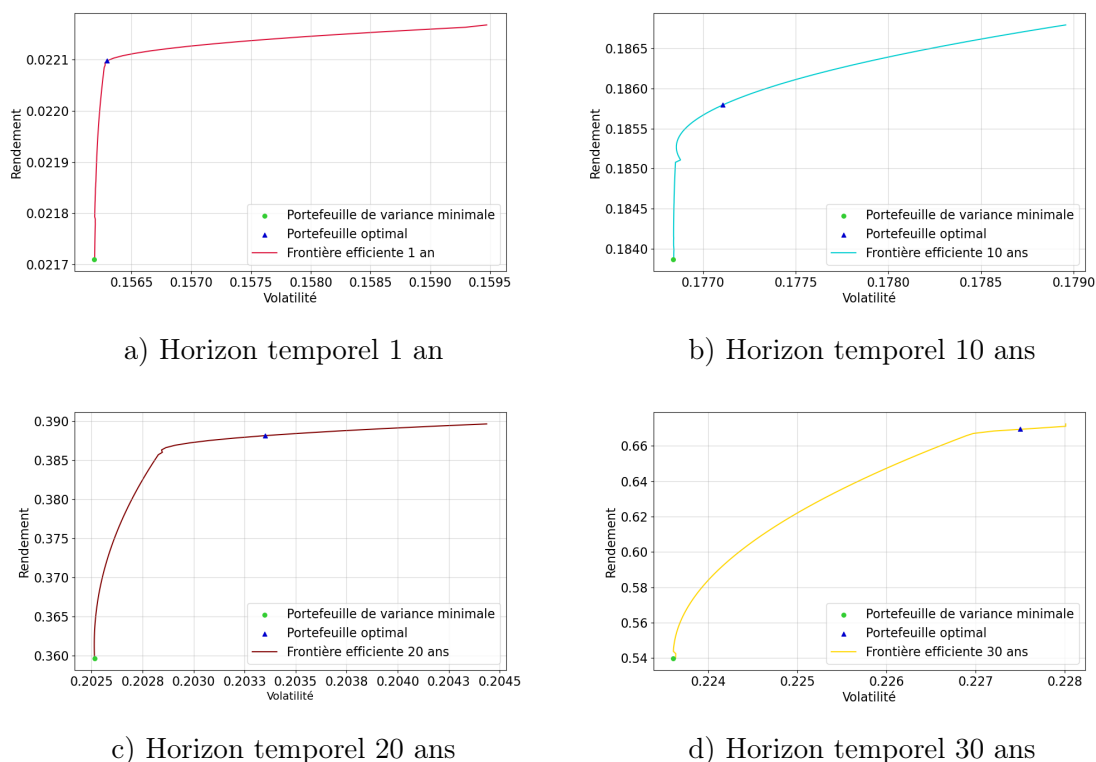 0.0221
0.0220
0.0219
0.0218
0.0217
Rendement
Portefeuille de variance minimale
Portefeuille optimal
Frontière efficiente 1 an
0.1565 0.1570 0.1575 0.1580 0.1585 0.1590 0.1595
Volatilité
a) Horizon temporel 1 an
0.1865
0.1860
0.1855
0.1850
0.1845
0.1840
Rendement
Portefeuille de variance minimale
Portefeuille optimal
Frontière efficiente 10 ans
0.1770 0.1775 0.1780 0.1785 0.1790
Volatilité
b) Horizon temporel 10 ans
0.390
0.385
0.380
0.375
0.370
0.365
0.360
Rendement
Portefeuille de variance minimale
Portefeuille optimal
Frontière efficiente 20 ans
0.2025 0.2028 0.2030 0.2033 0.2035 0.2038 0.2040 0.2043 0.2045
Volatilité
c) Horizon temporel 20 ans
0.66
0.64
0.62
0.60
0.58
0.56
0.54
Rendement
Portefeuille de variance minimale
Portefeuille optimal
Frontière efficiente 30 ans
0.224 0.225 0.226 0.227 0.228
Volatilité
d) Horizon temporel 30 ans